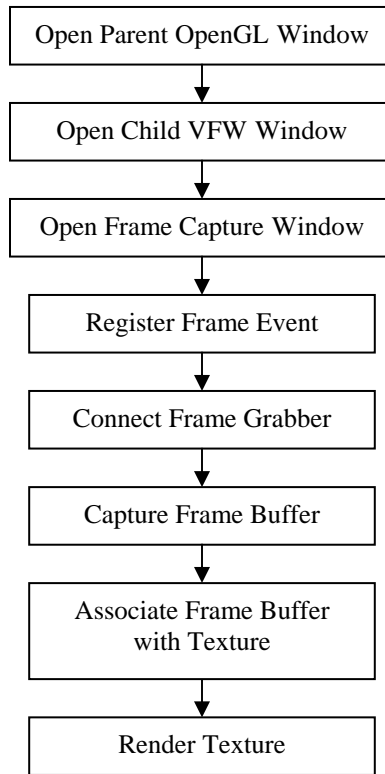 Open Parent OpenGL Window
Open Child VFW Window
Open Frame Capture Window
Register Frame Event
Connect Frame Grabber
Capture Frame Buffer
Associate Frame Buffer
with Texture
Render Texture